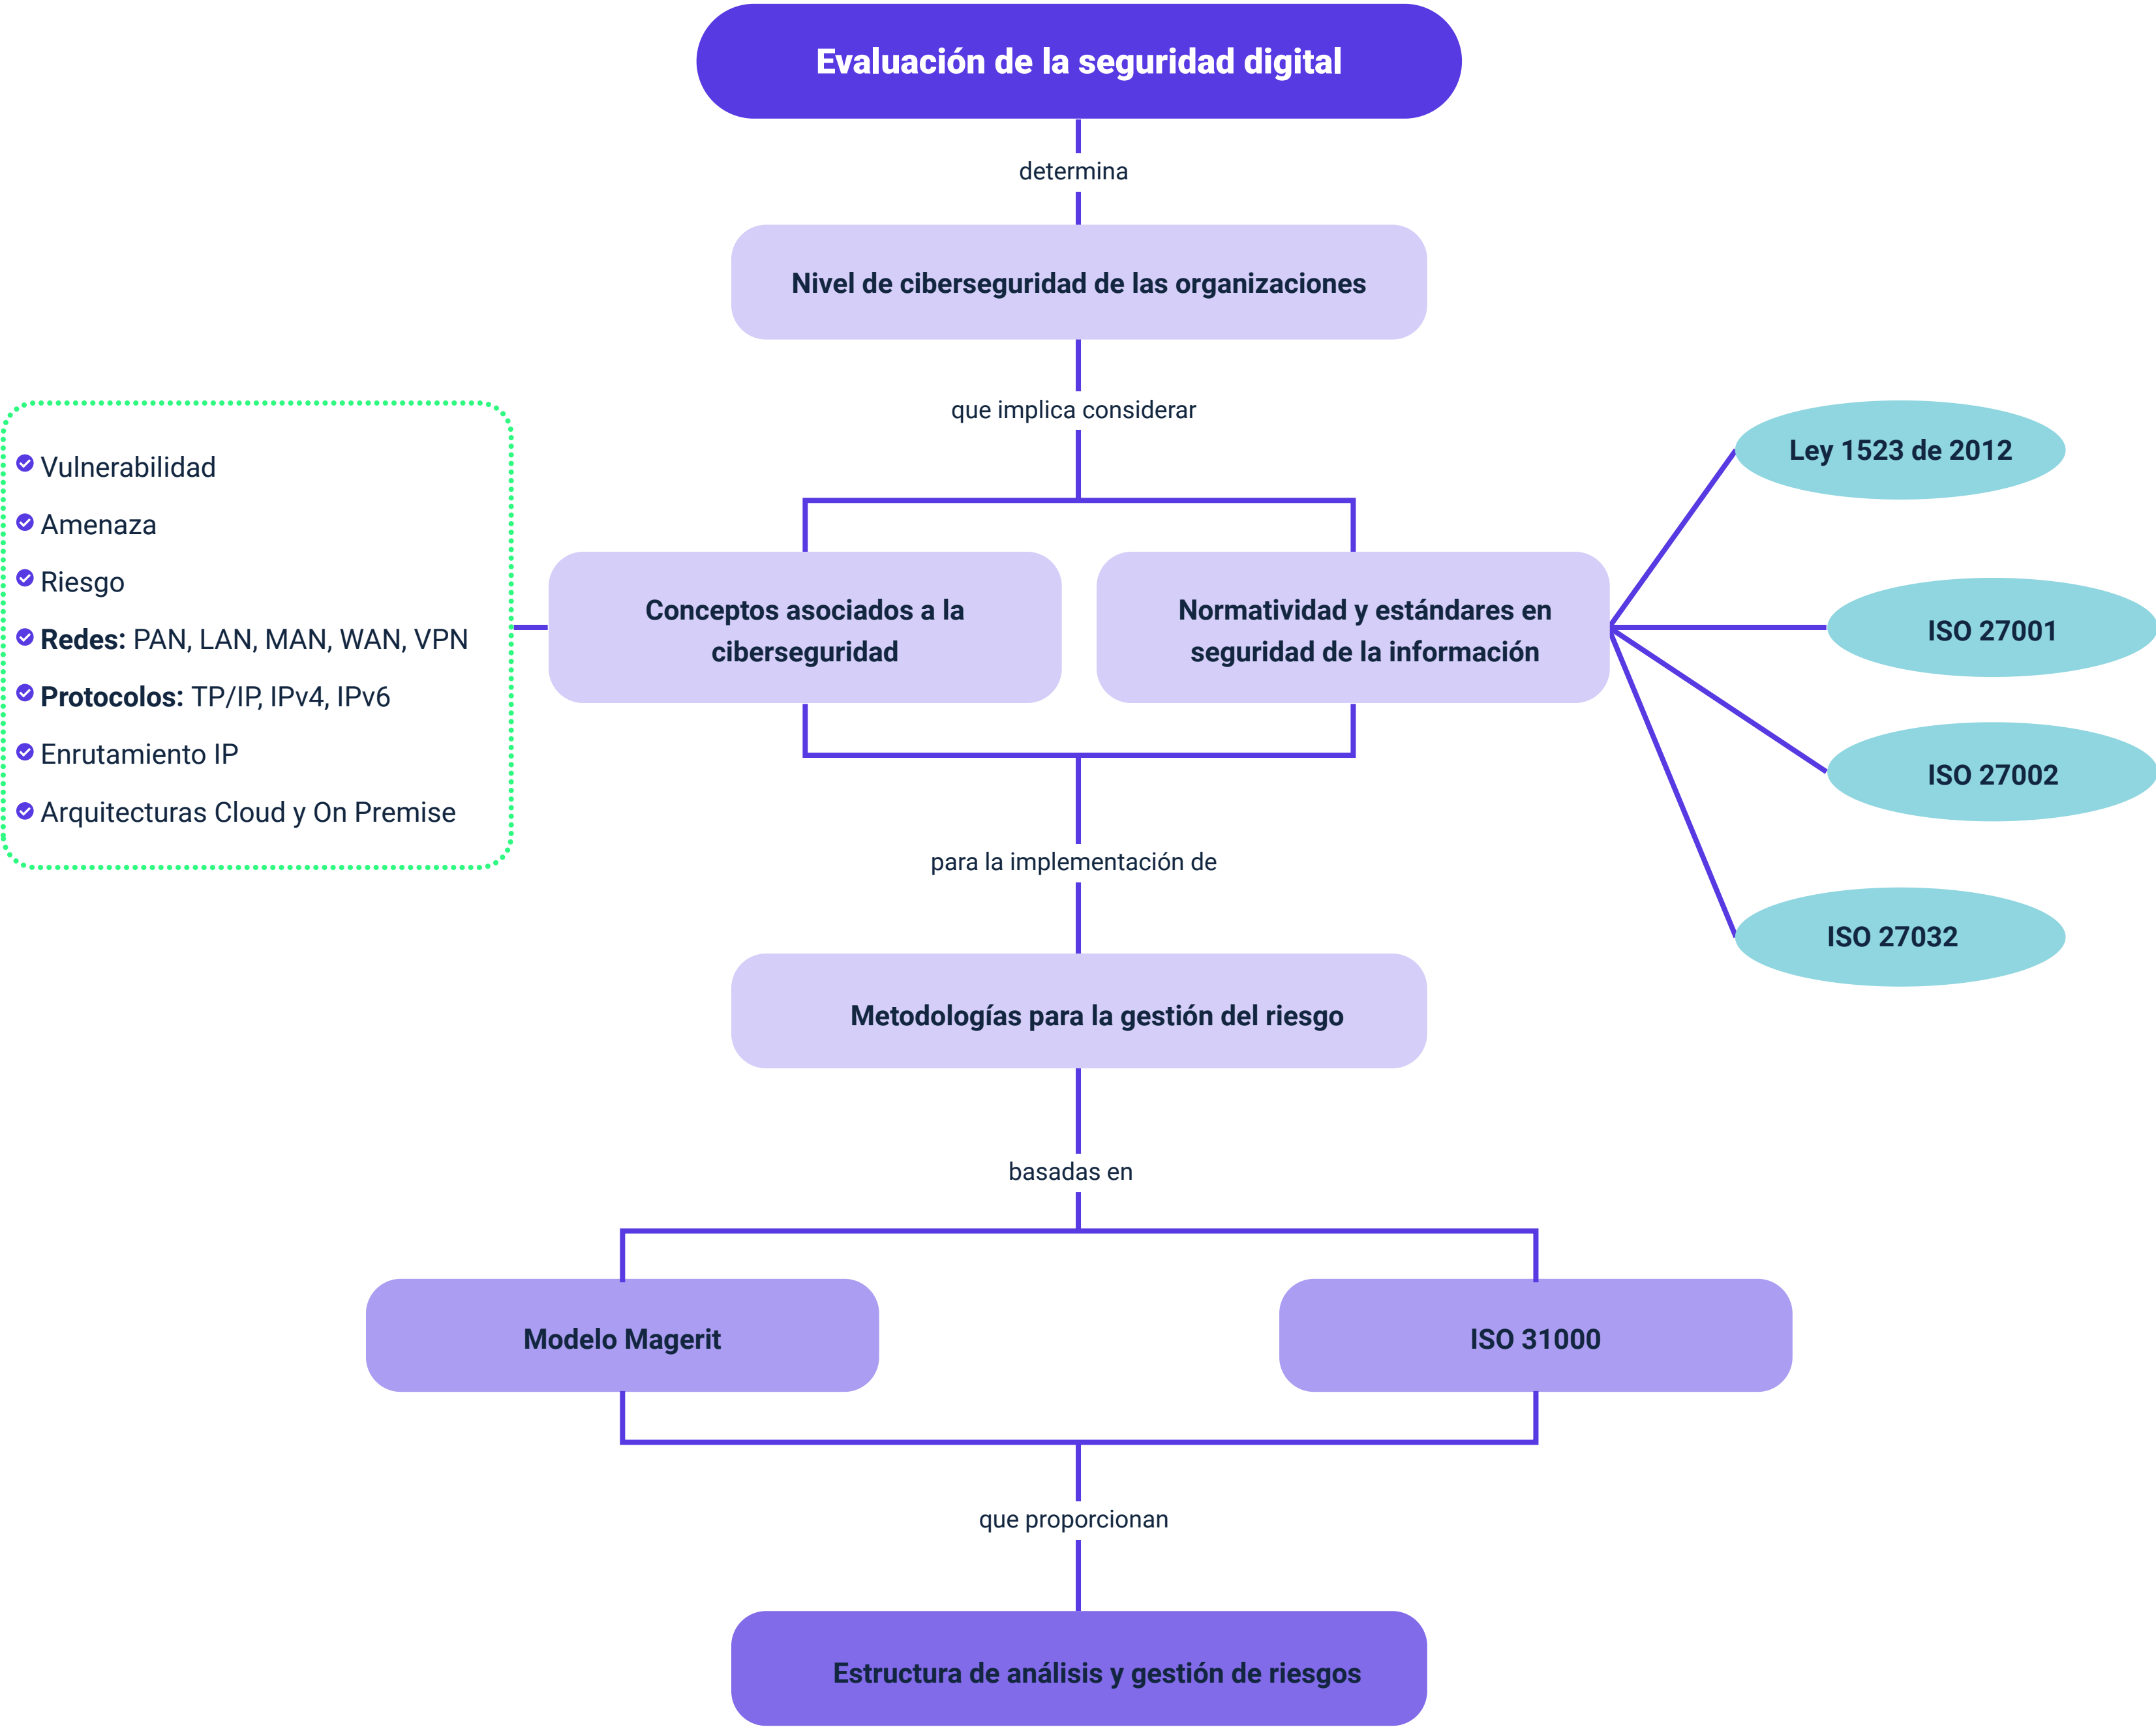 Evaluación de la seguridad digital
determina
Nivel de ciberseguridad de las organizaciones
que implica considerar
Vulnerabilidad
Amenaza
Riesgo
Redes: PAN, LAN, MAN, WAN, VPN
Protocolos: TP/IP, IPv4, IPv6
Enrutamiento IP
Arquitecturas Cloud y On Premise
Conceptos asociados a la
ciberseguridad
Normatividad y estándares en
seguridad de la información
Ley 1523 de 2012
ISO 27001
ISO 27002
ISO 27032
para la implementación de
Metodologías para la gestión del riesgo
basadas en
Modelo Magerit
ISO 31000
que proporcionan
Estructura de análisis y gestión de riesgos